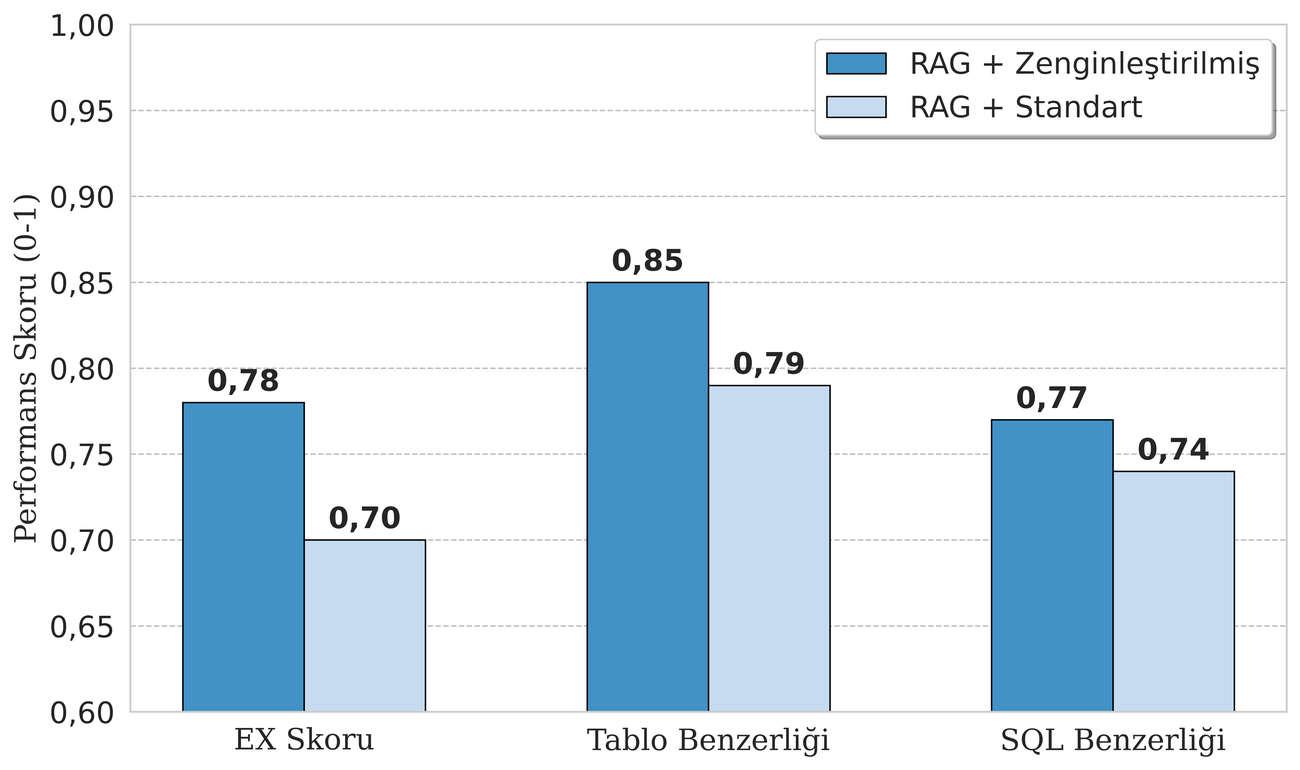 1,00
0,95
0,90
0,85
0,80
0,75
0,70
0,65
0,60
Performans Skoru (0-1)
RAG + Zenginleştirilmiş
RAG + Standart
0,78
0,70
0,85
0,79
0,77
0,74
EX Skoru
Tablo Benzerliği
SQL Benzerliği